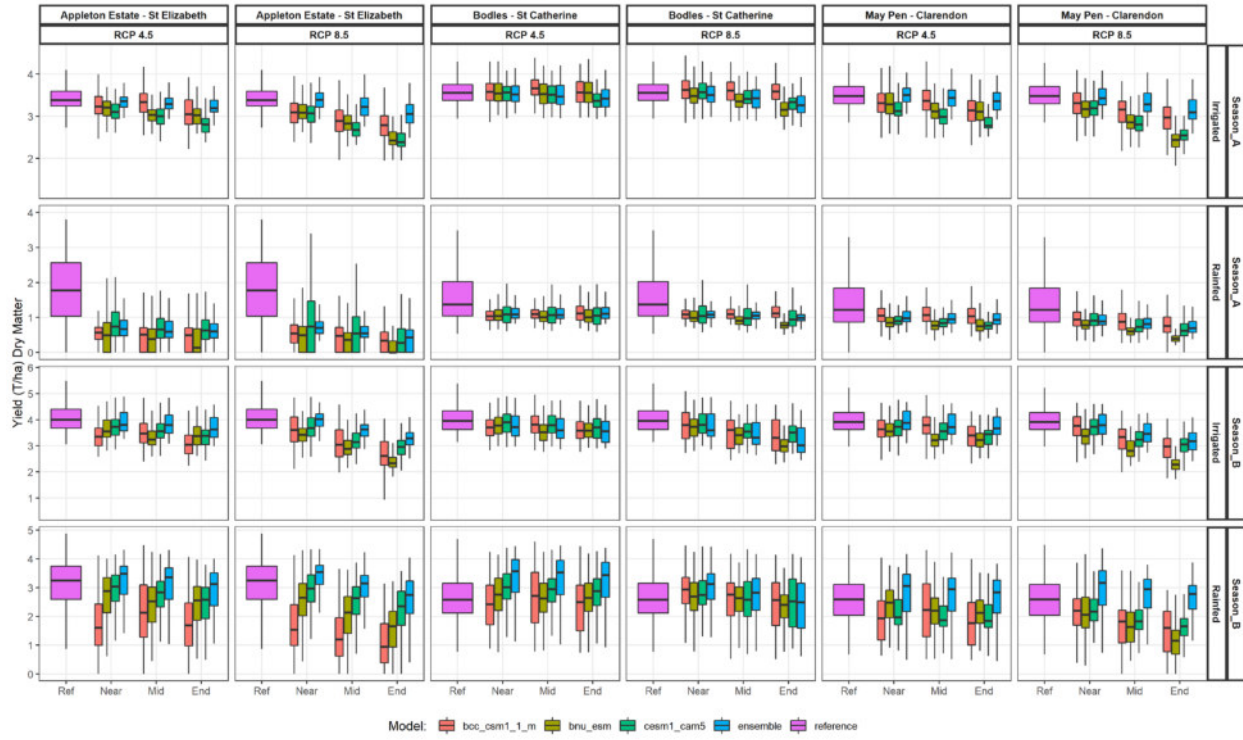 Appleton Estate - St Elizabeth Appleton Estate - St Elizabeth Bodles - St Catherine Bodles - St Catherine May Pen - Clarendon May Pen - Clarendon
RCP 4.5 RCP 8.5 RCP 4.5 RCP 8.5 RCP 4.5 RCP 8.5
4
3
2
Irrigated
Season_A
4
3
2
1
0
Rainfed
Season_A
Yield (T/ha) Dry Matter
6
5
4
3
2
1
Irrigated
Season_B
5
4
3
2
1
0
Rainfed
Season_B
Ref Near Mid End Ref Near Mid End Ref Near Mid End Ref Near Mid End Ref Near Mid End Ref Near Mid End
Model: bcc_csm1_1_m bnu_esm cesm1_cam5 ensemble reference